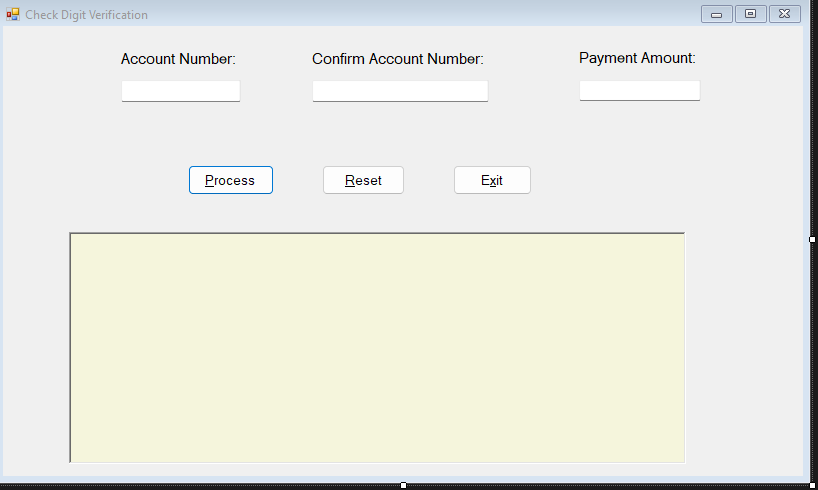 Check Digit Verification
Account Number: Confirm Account Number: Payment Amount:
Process Reset Exit